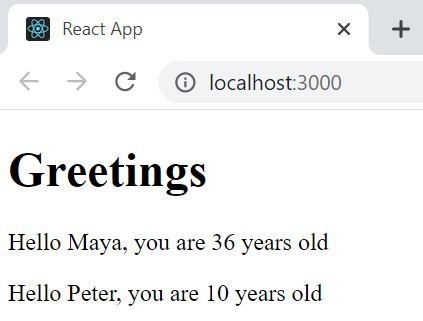 React App
localhost:3000
Greetings
Hello Maya, you are 36 years old
Hello Peter, you are 10 years old